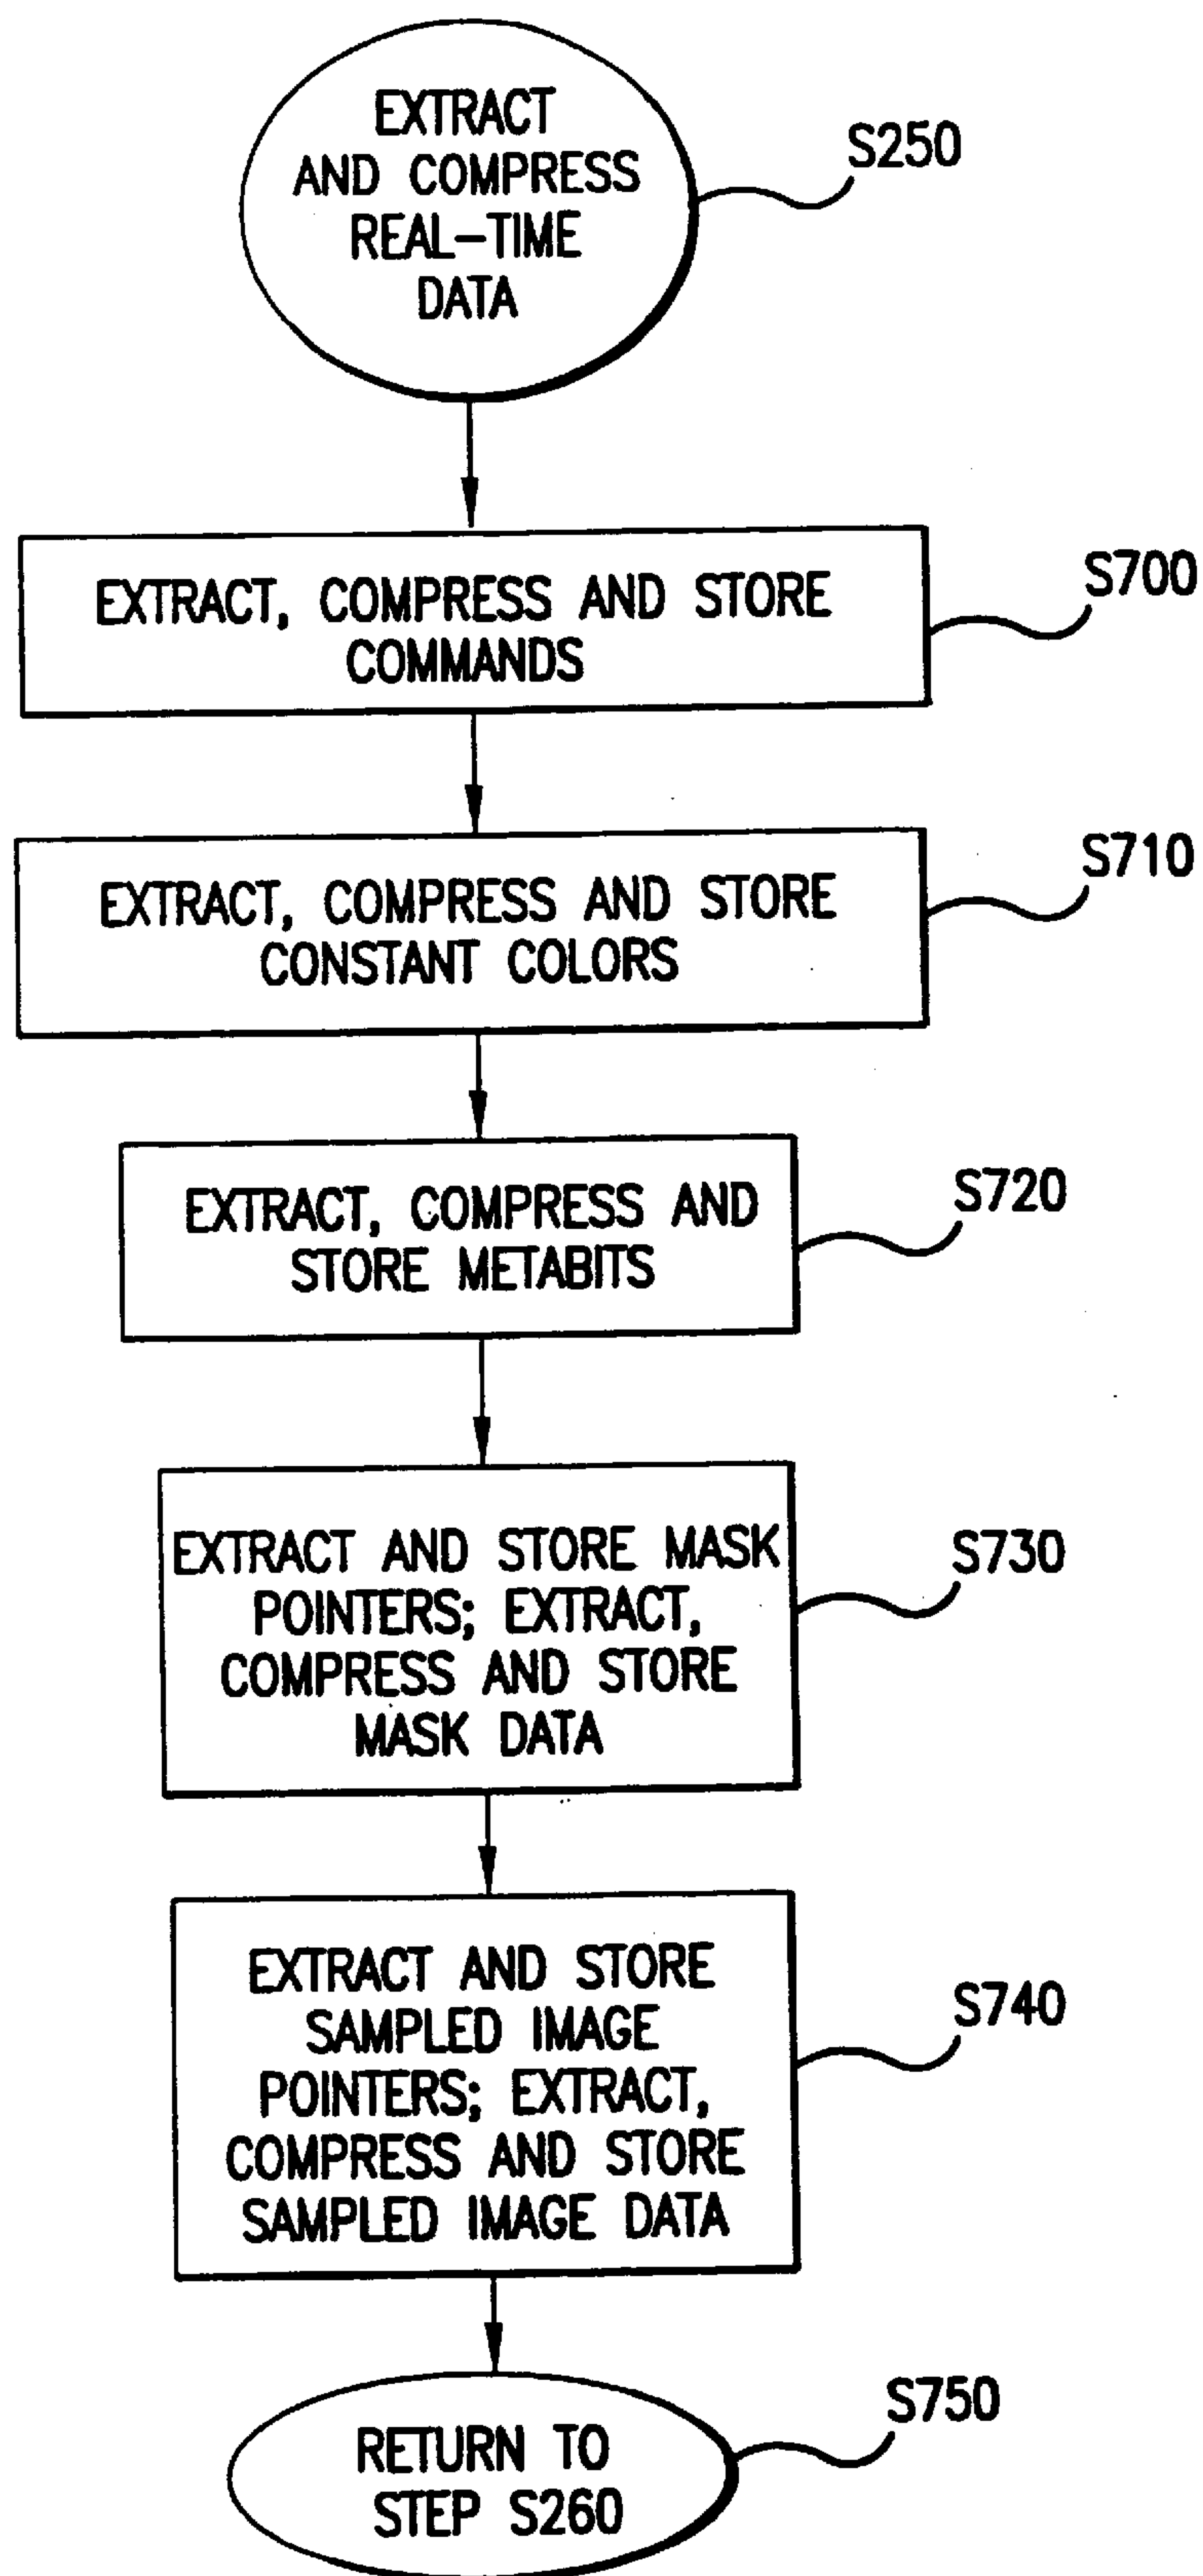 EXTRACT
AND COMPRESS
REAL-TIME
DATA
S250
EXTRACT, COMPRESS AND STORE
COMMANDS
S700
EXTRACT, COMPRESS AND STORE
CONSTANT COLORS
S710
EXTRACT, COMPRESS AND
STORE METABITS
S720
EXTRACT AND STORE MASK
POINTERS; EXTRACT,
COMPRESS AND STORE
MASK DATA
S730
EXTRACT AND STORE
SAMPLED IMAGE
POINTERS; EXTRACT,
COMPRESS AND STORE
SAMPLED IMAGE DATA
S740
RETURN TO
STEP S260
S750